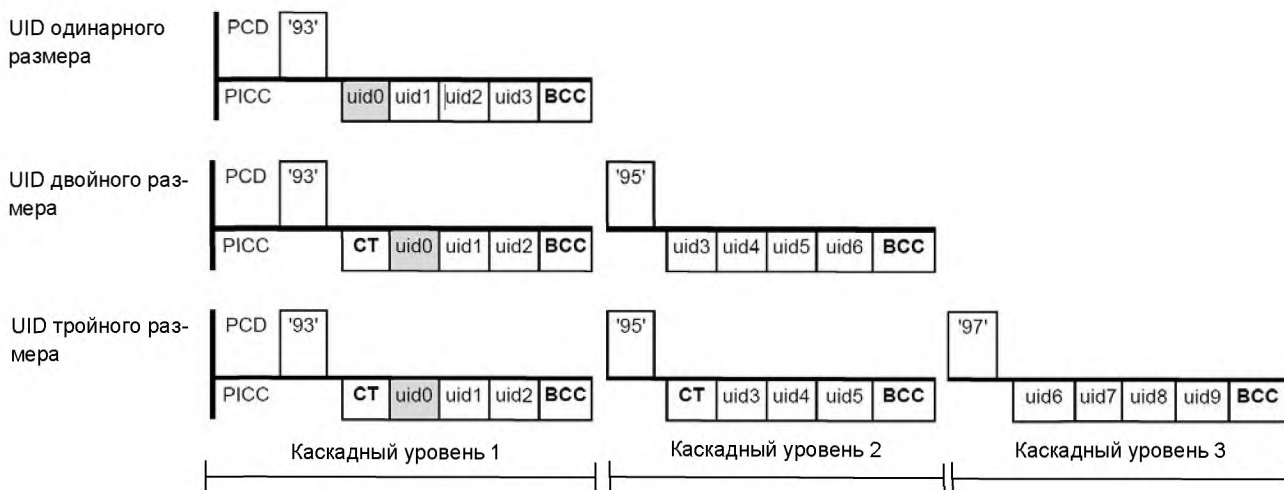 UID одинарного
размера
PCD '93'
PICC uid0 uid1 uid2 uid3 BCC
UID двойного раз-
мера
PCD '93' '95'
PICC CT uid0 uid1 uid2 BCC uid3 uid4 uid5 uid6 BCC
UID тройного раз-
мера
PCD '93' '95' '97'
PICC CT uid0 uid1 uid2 BCC CT uid3 uid4 uid5 BCC uid6 uid7 uid8 uid9 BCC
Каскадный уровень 1 Каскадный уровень 2 Каскадный уровень 3